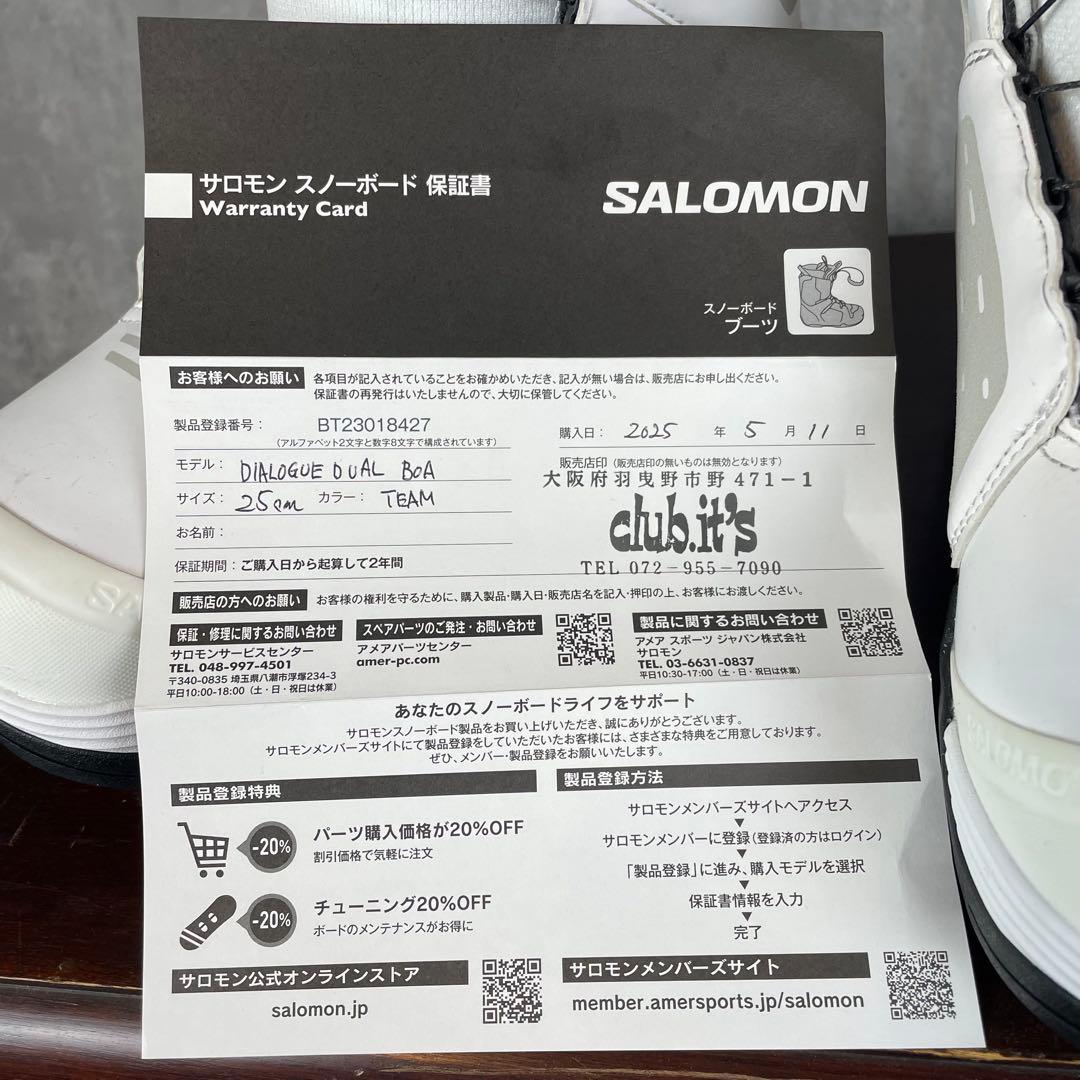 サロモン スノーボード 保証書
Warranty Card
SALOMON
スノーボード
ブーツ
お客様へのお願い
各項目が記入されていることをお確かめいただき、記入が無い場合は、販売店にお申し出ください。
保証書の再発行はいたしませんので、大切に保管してください。
製品登録番号： BT23018427
（アルファベット2文字と数字8文字で構成されています）
モデル： DIALOGUE DUAL BOA
サイズ： 25cm カラー： TEAM
お名前：
保証期間：ご購入日から起算して2年間
購入日： 2025 年 5 月 11 日
販売店印（販売店印の無いものは無効となります）
大阪府羽曳野市野471-1
club.it's
TEL 072-955-7090
販売店の方へのお願い
お客様の権利を守るために、購入製品・購入日・販売店名を記入・押印の上、お客様にお渡しください。
保証・修理に関するお問い合わせ
サロモンサービスセンター
TEL. 048-997-4501
〒340-0835 埼玉県八潮市浮塚234-3
平日10:00-18:00（土・日・祝日は休業）
スペアパーツのご発注・お問い合わせ
アメアパーツセンター
amer-pc.com
製品に関するお問い合わせ
アメア スポーツ ジャパン株式会社
サロモン
TEL. 03-6631-0837
平日10:30-17:00（土・日・祝日は休業）
あなたのスノーボードライフをサポート
サロモンスノーボード製品をお買い上げいただき、誠にありがとうございます。
サロモンメンバーズサイトにて製品登録をしていただいたお客様には、さまざまな特典をご用意しております。
ぜひ、メンバー・製品登録をお願いいたします。
製品登録特典
-20%
パーツ購入価格が20%OFF
割引価格で気軽に注文
-20%
チューニング20%OFF
ボードのメンテナンスがお得に
製品登録方法
サロモンメンバーズサイトへアクセス
▼
サロモンメンバーに登録（登録済の方はログイン）
▼
「製品登録」に進み、購入モデルを選択
▼
保証書情報を入力
▼
完了
サロモン公式オンラインストア
salomon.jp
サロモンメンバーズサイト
member.amersports.jp/salomon